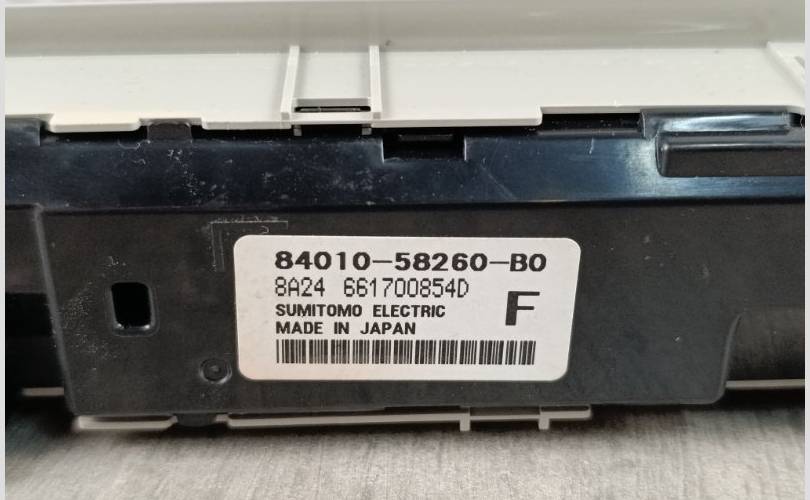 84010-58260-B0
8A24 661700854D
SUMITOMO ELECTRIC
MADE IN JAPAN
F